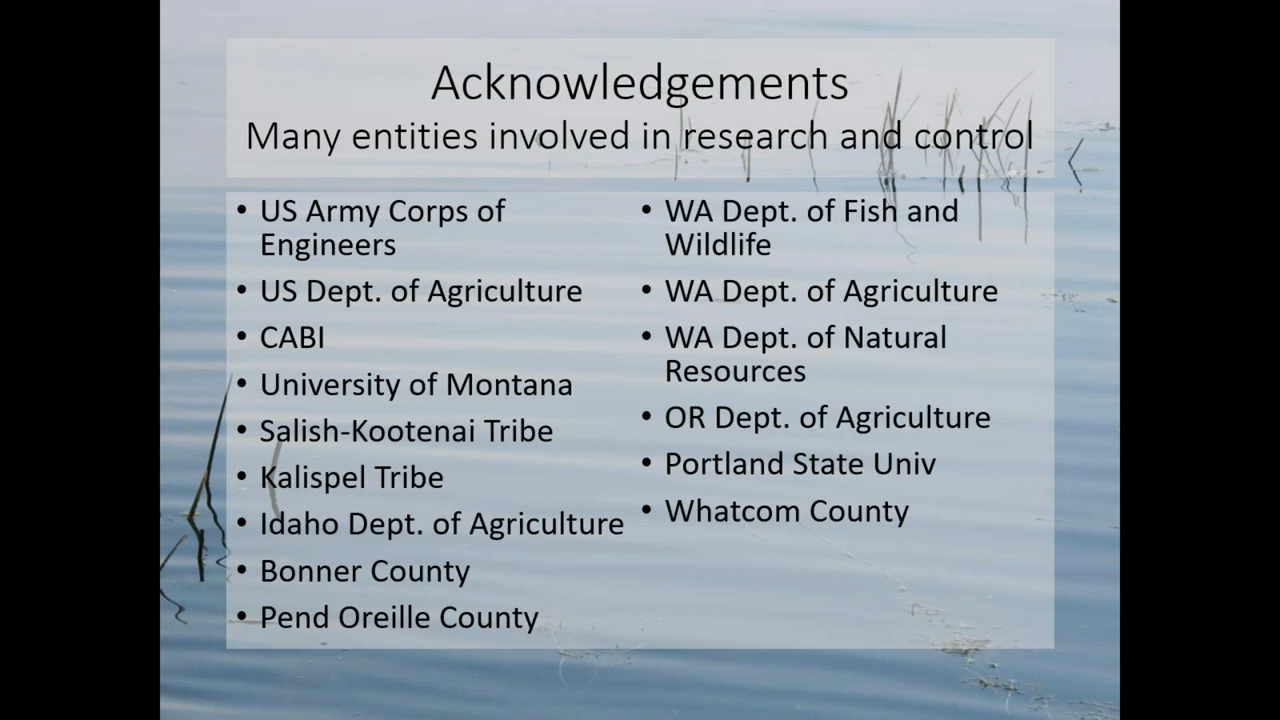 Acknowledgements
Many entities involved in research and control
• US Army Corps of
Engineers
• US Dept. of Agriculture
• CABI
• University of Montana
• Salish-Kootenai Tribe
• Kalispel Tribe
• Idaho Dept. of Agriculture
• Bonner County
• Pend Oreille County
• WA Dept. of Fish and
Wildlife
• WA Dept. of Agriculture
• WA Dept. of Natural
Resources
• OR Dept. of Agriculture
• Portland State Univ
• Whatcom County